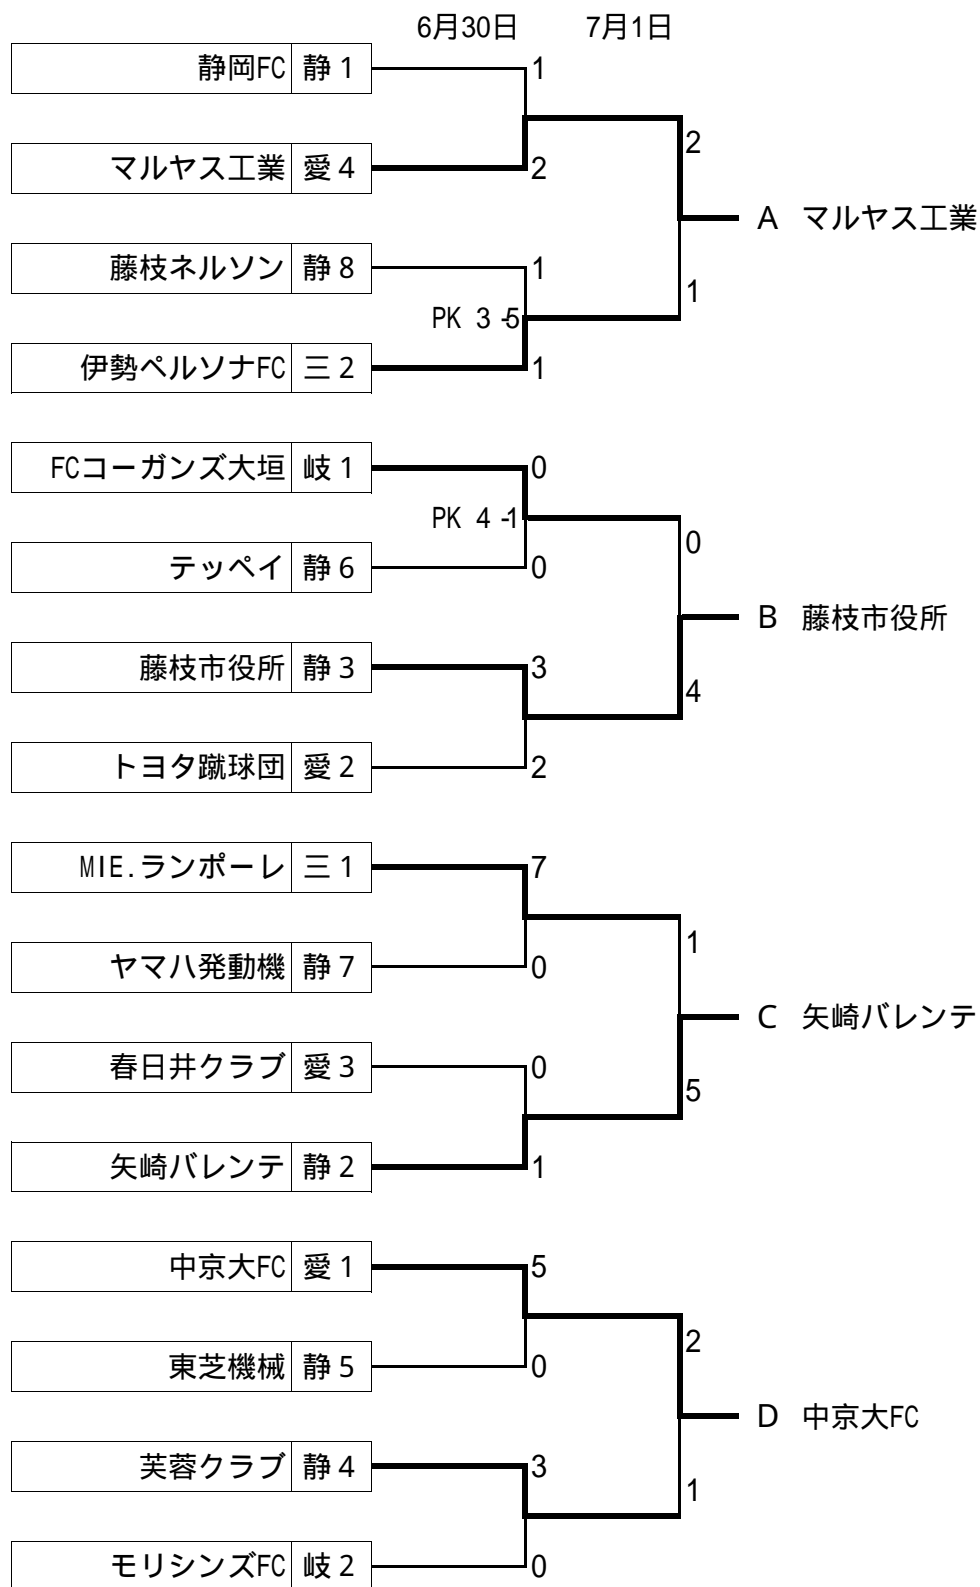 6月30日 7月1日
静岡FC 静1 1
2
マルヤス工業 愛4 2
A マルヤス工業
藤枝ネルソン 静8 1
1
PK 3-5
伊勢ペルソナFC 三2 1
FCコーガンズ大垣 岐1 0
PK 4-1
0
テッペイ 静6 0
B 藤枝市役所
藤枝市役所 静3 3
4
トヨタ蹴球団 愛2 2
MIE.ランポーレ 三1 7
1
ヤマハ発動機 静7 0
C 矢崎バレンテ
春日井クラブ 愛3 0
5
矢崎バレンテ 静2 1
中京大FC 愛1 5
2
東芝機械 静5 0
D 中京大FC
芙蓉クラブ 静4 3
1
モリシンズFC 岐2 0